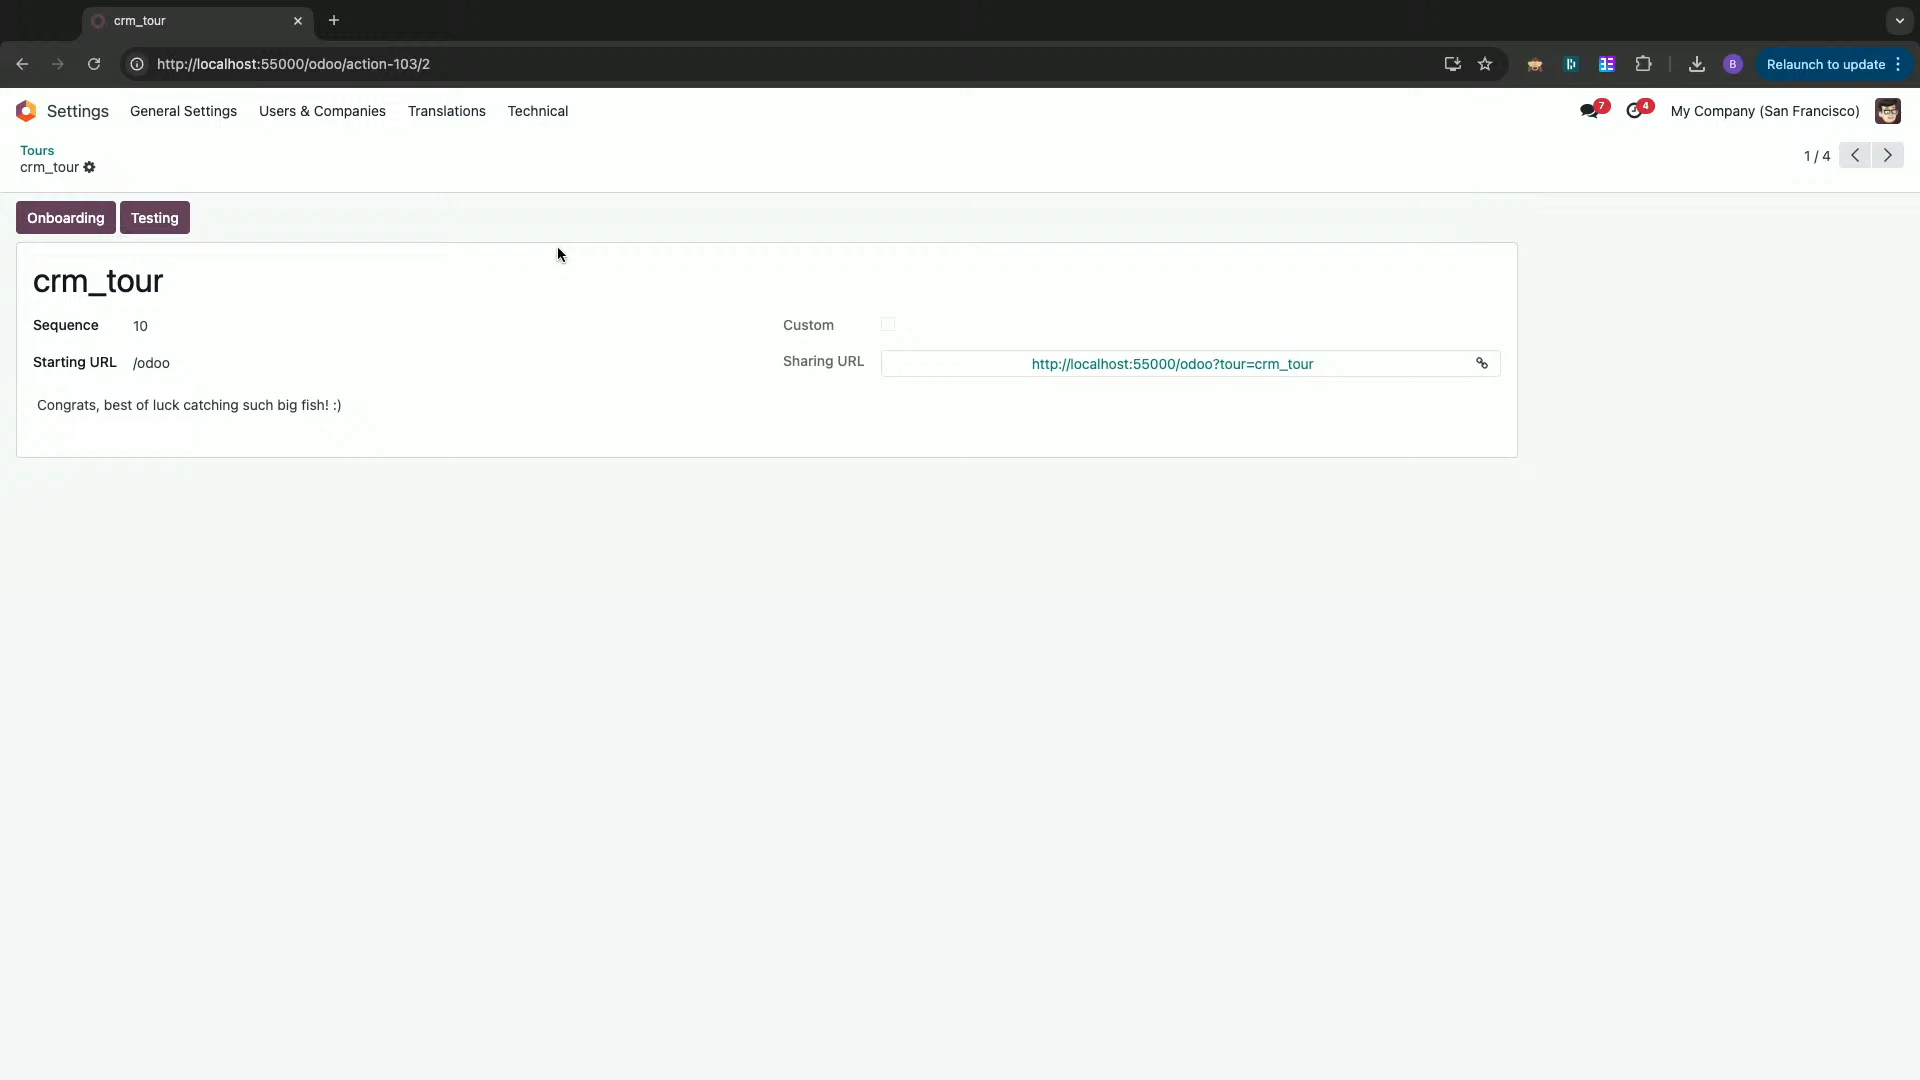 crm_tour
http://localhost:55000/odoo/action-103/2
B
Relaunch to update
Settings
General Settings
Users & Companies
Translations
Technical
7
4
My Company (San Francisco)
Tours
crm_tour
1 / 4
Onboarding
Testing
crm_tour
Sequence
10
Custom
Starting URL
/odoo
Sharing URL
http://localhost:55000/odoo?tour=crm_tour
Congrats, best of luck catching such big fish! :)